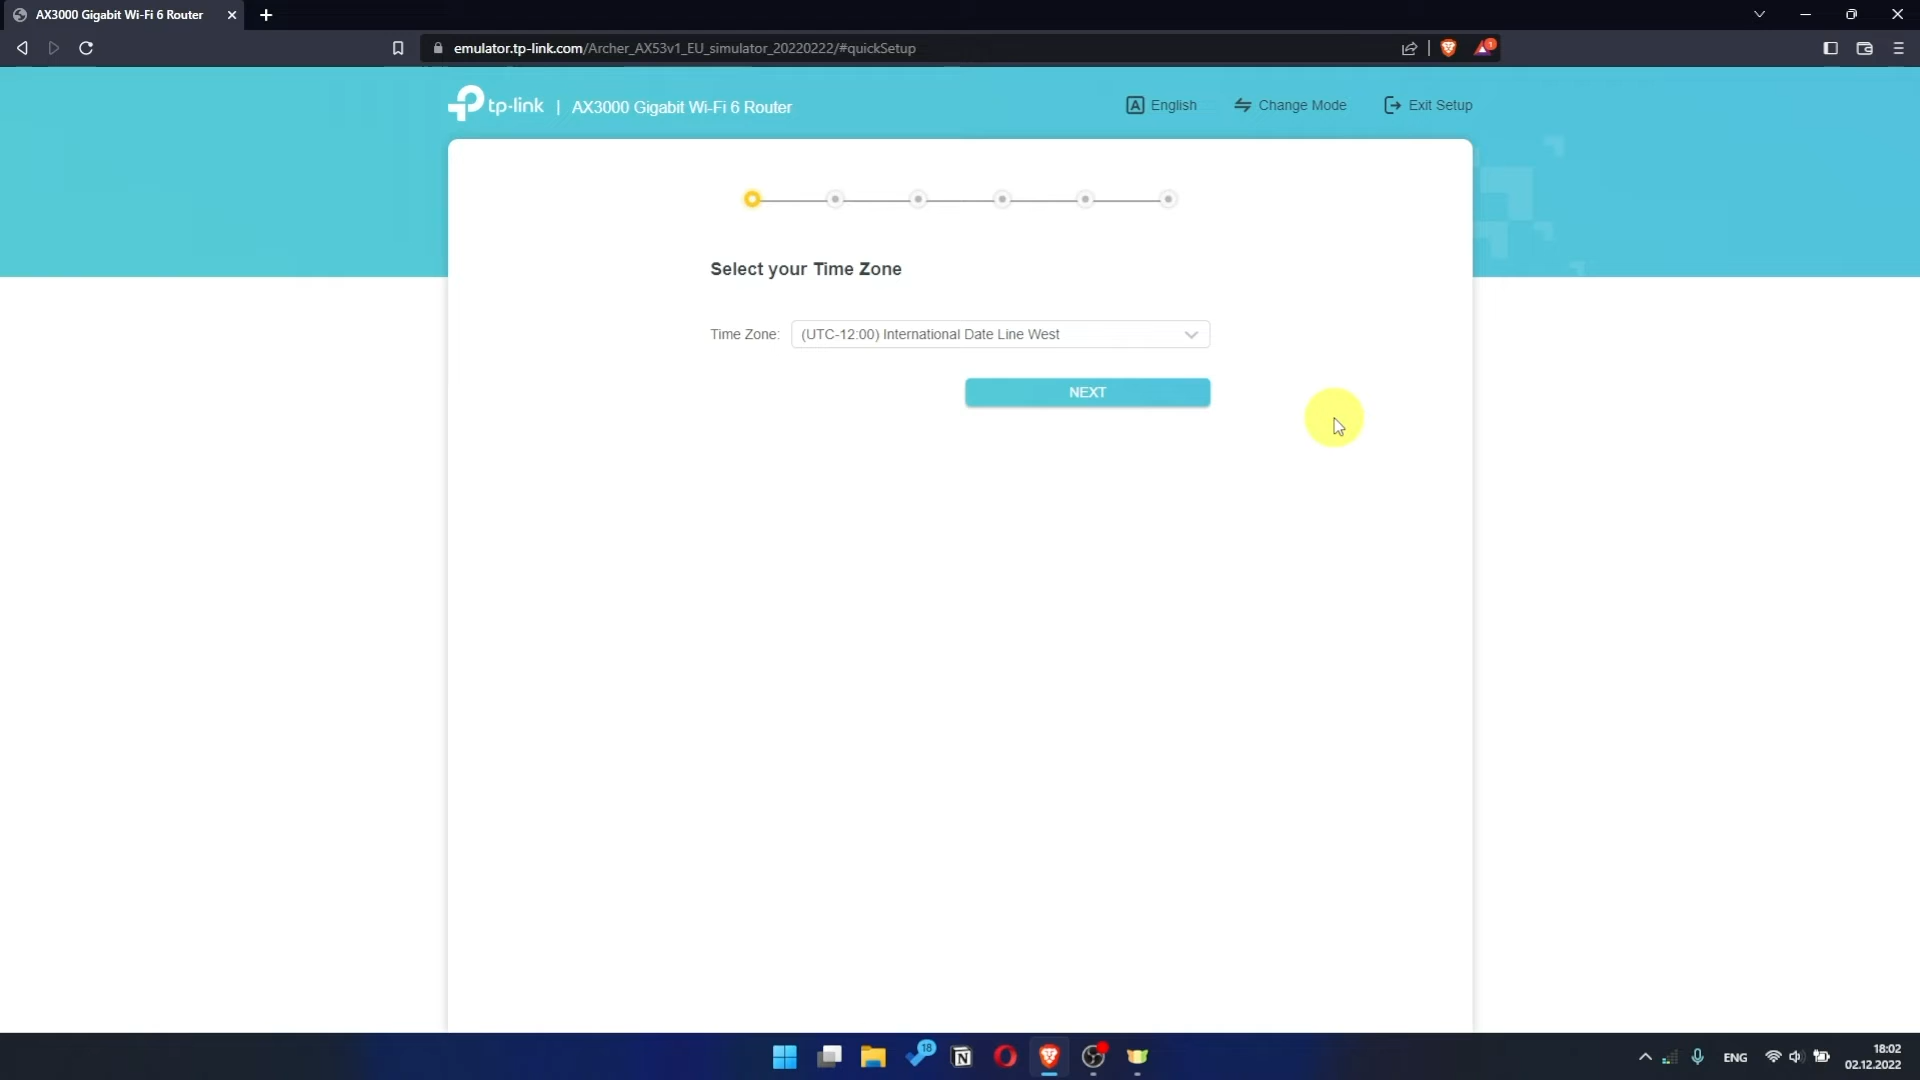 AX3000 Gigabit Wi-Fi 6 Router
emulator.tp-link.com/Archer_AX53v1_EU_simulator_20220222/#quickSetup
1
tp-link | AX3000 Gigabit Wi-Fi 6 Router
English
Change Mode
Exit Setup
Select your Time Zone
Time Zone: (UTC-12:00) International Date Line West
NEXT
18
ENG
18:02
02.12.2022